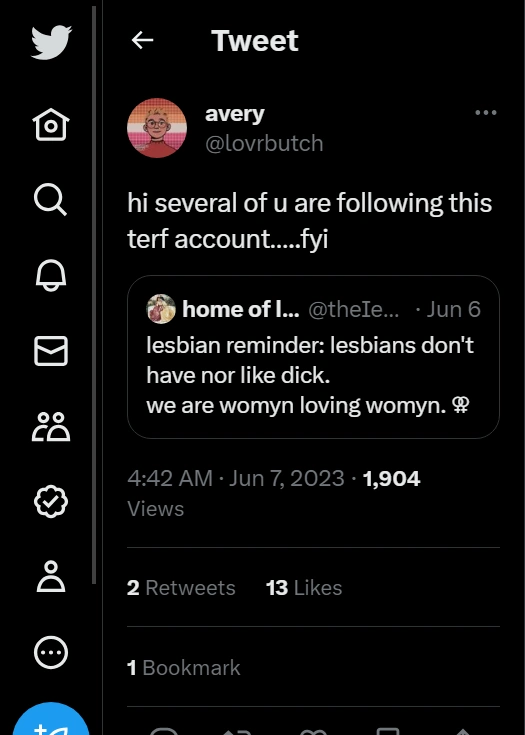 Tweet
avery
@lovrbutch
hi several of u are following this
terf account.....fyi
home of l... @thele... · Jun 6
lesbian reminder: lesbians don't
have nor like dick.
we are womyn loving womyn. ⚢
4:42 AM · Jun 7, 2023 · 1,904
Views
2 Retweets 13 Likes
1 Bookmark